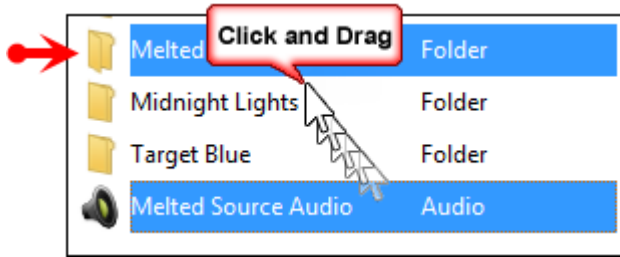 Click and Drag
Melted Folder
Midnight Lights Folder
Target Blue Folder
Melted Source Audio Audio